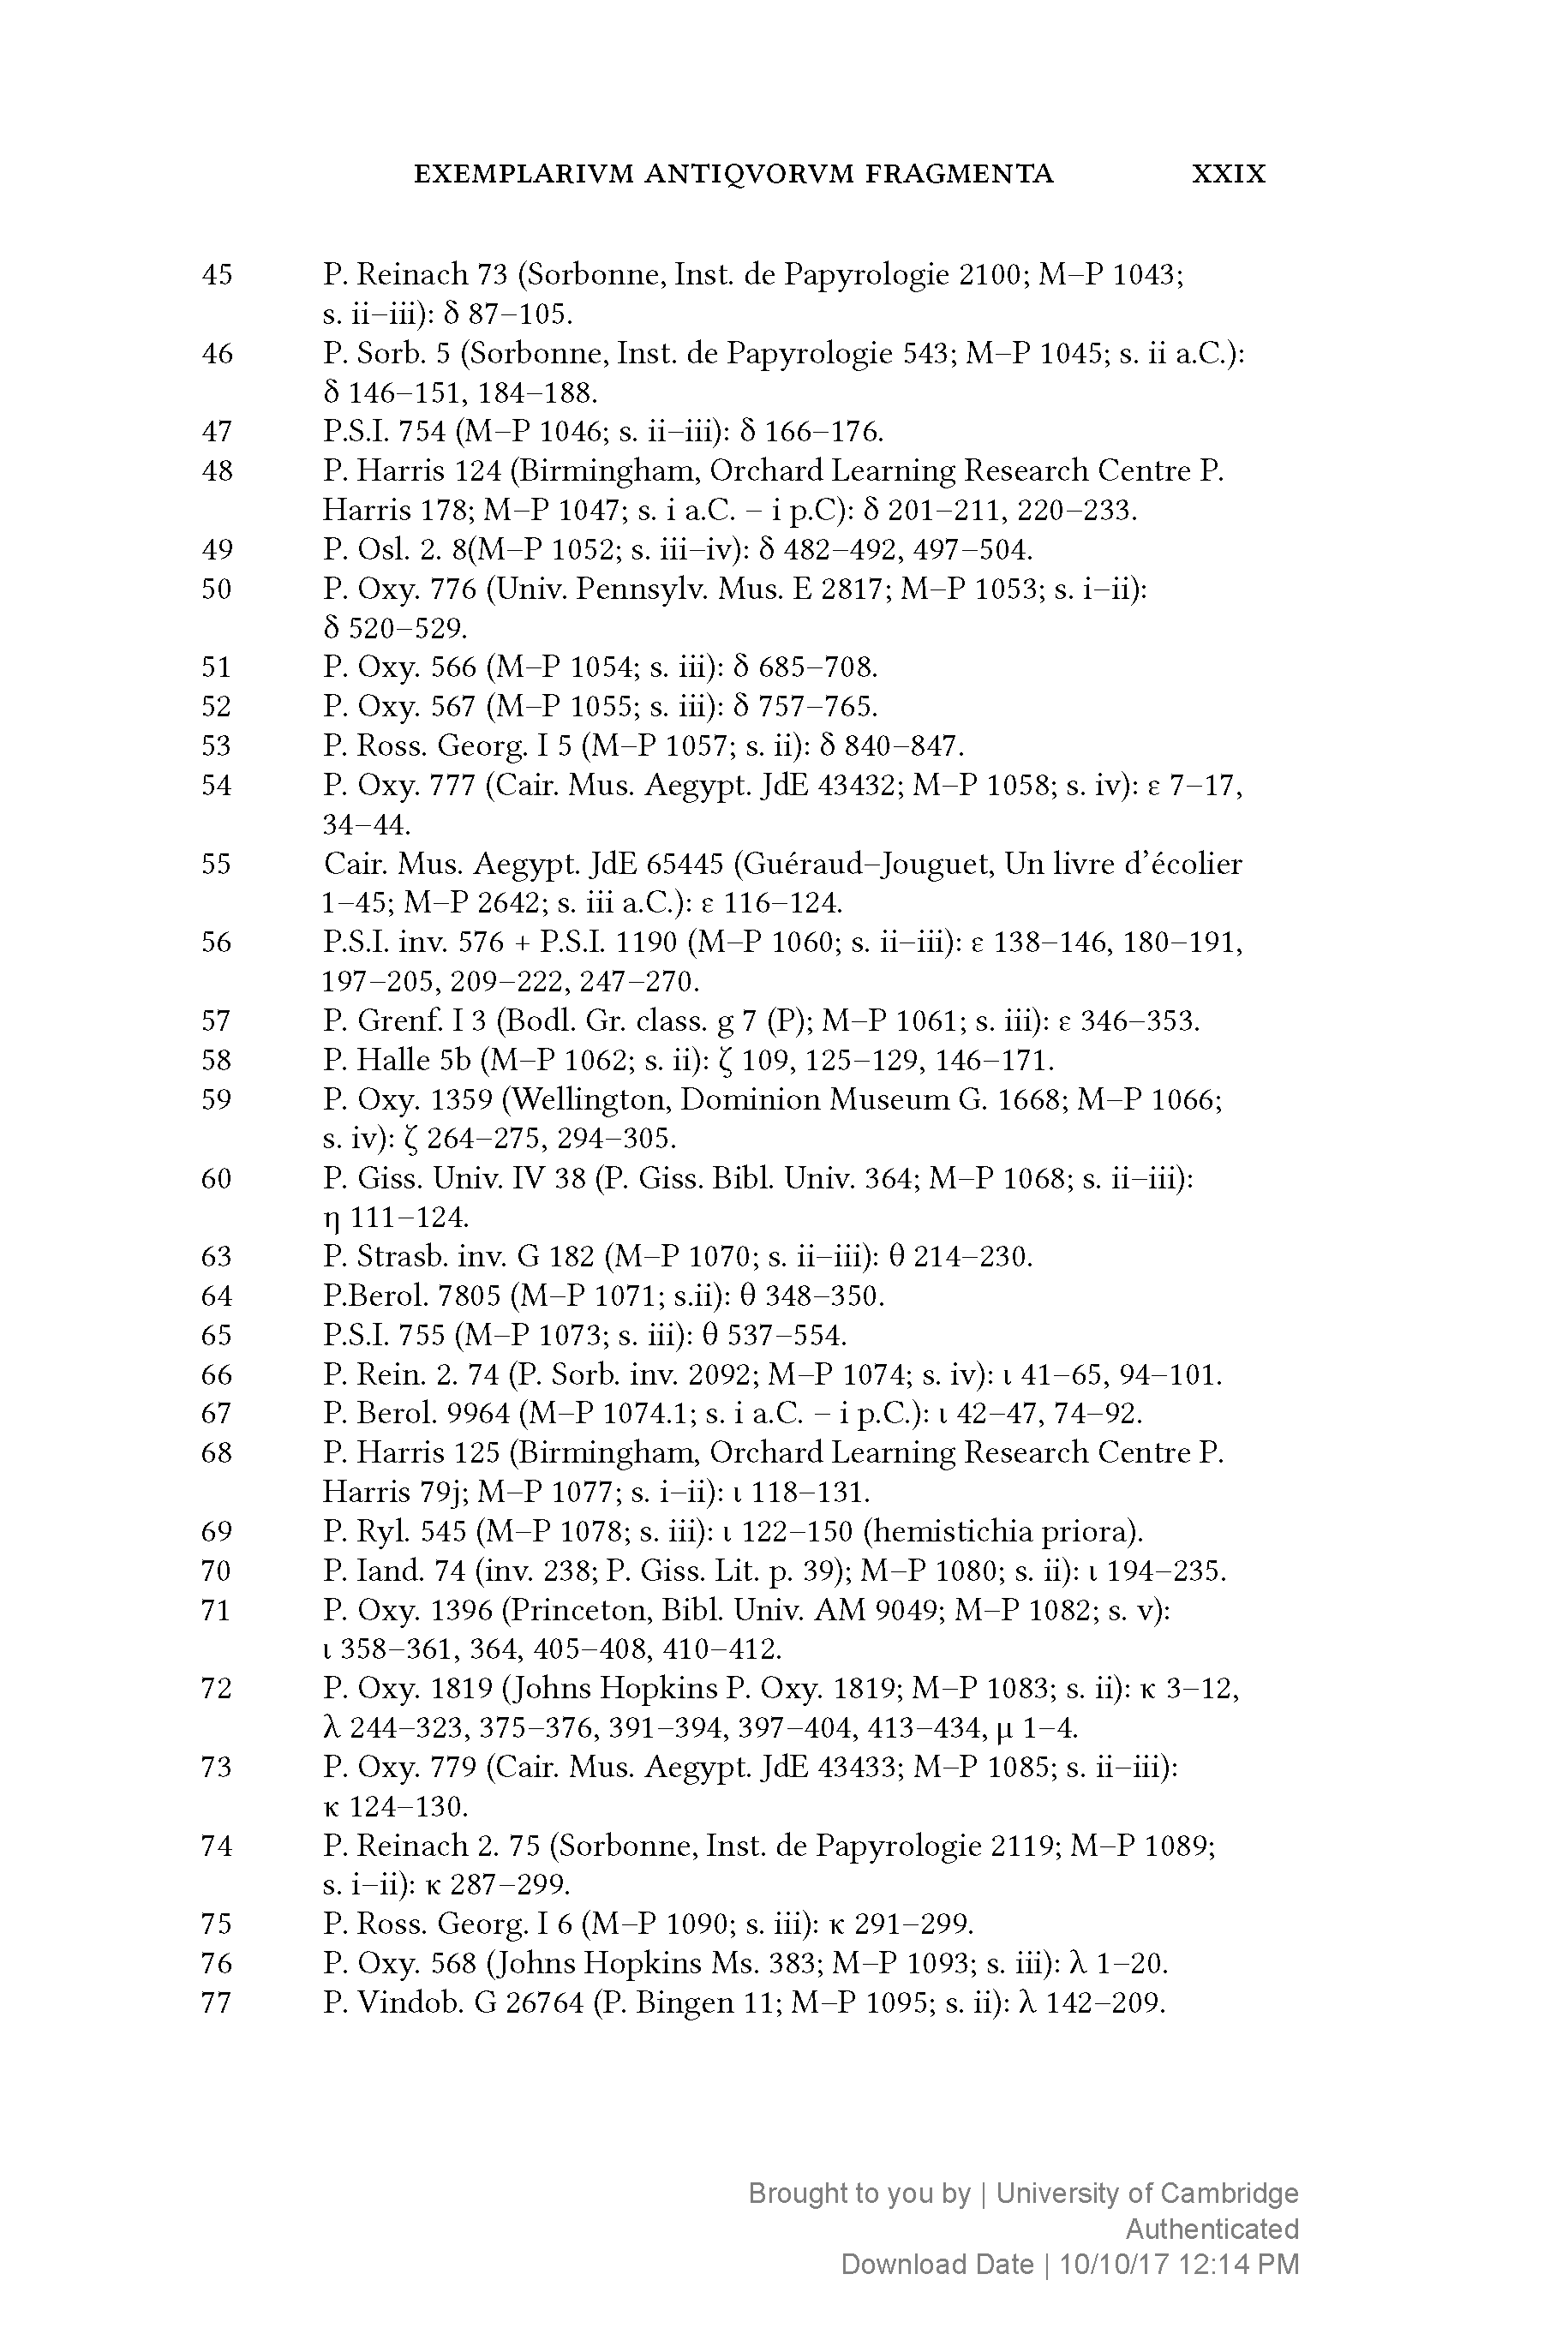 EXEMPLARIVM ANTIQVORVM FRAGMENTA XXIX
45 P. Reinach 73 (Sorbonne, Inst. de Papyrologie 2100; M–P 1043;
s. ii–iii): δ 87–105.
46 P. Sorb. 5 (Sorbonne, Inst. de Papyrologie 543; M–P 1045; s. ii a.C.):
δ 146–151, 184–188.
47 P.S.I. 754 (M–P 1046; s. ii–iii): δ 166–176.
48 P. Harris 124 (Birmingham, Orchard Learning Research Centre P.
Harris 178; M–P 1047; s. i a.C. – i p.C): δ 201–211, 220–233.
49 P. Osl. 2. 8(M–P 1052; s. iii–iv): δ 482–492, 497–504.
50 P. Oxy. 776 (Univ. Pennsylv. Mus. E 2817; M–P 1053; s. i–ii):
δ 520–529.
51 P. Oxy. 566 (M–P 1054; s. iii): δ 685–708.
52 P. Oxy. 567 (M–P 1055; s. iii): δ 757–765.
53 P. Ross. Georg. I 5 (M–P 1057; s. ii): δ 840–847.
54 P. Oxy. 777 (Cair. Mus. Aegypt. JdE 43432; M–P 1058; s. iv): ε 7–17,
34–44.
55 Cair. Mus. Aegypt. JdE 65445 (Guéraud–Jouguet, Un livre d’écolier
1–45; M–P 2642; s. iii a.C.): ε 116–124.
56 P.S.I. inv. 576 + P.S.I. 1190 (M–P 1060; s. ii–iii): ε 138–146, 180–191,
197–205, 209–222, 247–270.
57 P. Grenf. I 3 (Bodl. Gr. class. g 7 (P); M–P 1061; s. iii): ε 346–353.
58 P. Halle 5b (M–P 1062; s. ii): ζ 109, 125–129, 146–171.
59 P. Oxy. 1359 (Wellington, Dominion Museum G. 1668; M–P 1066;
s. iv): ζ 264–275, 294–305.
60 P. Giss. Univ. IV 38 (P. Giss. Bibl. Univ. 364; M–P 1068; s. ii–iii):
η 111–124.
63 P. Strasb. inv. G 182 (M–P 1070; s. ii–iii): θ 214–230.
64 P.Berol. 7805 (M–P 1071; s.ii): θ 348–350.
65 P.S.I. 755 (M–P 1073; s. iii): θ 537–554.
66 P. Rein. 2. 74 (P. Sorb. inv. 2092; M–P 1074; s. iv): ι 41–65, 94–101.
67 P. Berol. 9964 (M–P 1074.1; s. i a.C. – i p.C.): ι 42–47, 74–92.
68 P. Harris 125 (Birmingham, Orchard Learning Research Centre P.
Harris 79j; M–P 1077; s. i–ii): ι 118–131.
69 P. Ryl. 545 (M–P 1078; s. iii): ι 122–150 (hemistichia priora).
70 P. Iand. 74 (inv. 238; P. Giss. Lit. p. 39); M–P 1080; s. ii): ι 194–235.
71 P. Oxy. 1396 (Princeton, Bibl. Univ. AM 9049; M–P 1082; s. v):
ι 358–361, 364, 405–408, 410–412.
72 P. Oxy. 1819 (Johns Hopkins P. Oxy. 1819; M–P 1083; s. ii): κ 3–12,
λ 244–323, 375–376, 391–394, 397–404, 413–434, μ 1–4.
73 P. Oxy. 779 (Cair. Mus. Aegypt. JdE 43433; M–P 1085; s. ii–iii):
κ 124–130.
74 P. Reinach 2. 75 (Sorbonne, Inst. de Papyrologie 2119; M–P 1089;
s. i–ii): κ 287–299.
75 P. Ross. Georg. I 6 (M–P 1090; s. iii): κ 291–299.
76 P. Oxy. 568 (Johns Hopkins Ms. 383; M–P 1093; s. iii): λ 1–20.
77 P. Vindob. G 26764 (P. Bingen 11; M–P 1095; s. ii): λ 142–209.
Brought to you by | University of Cambridge
Authenticated
Download Date | 10/10/17 12:14 PM